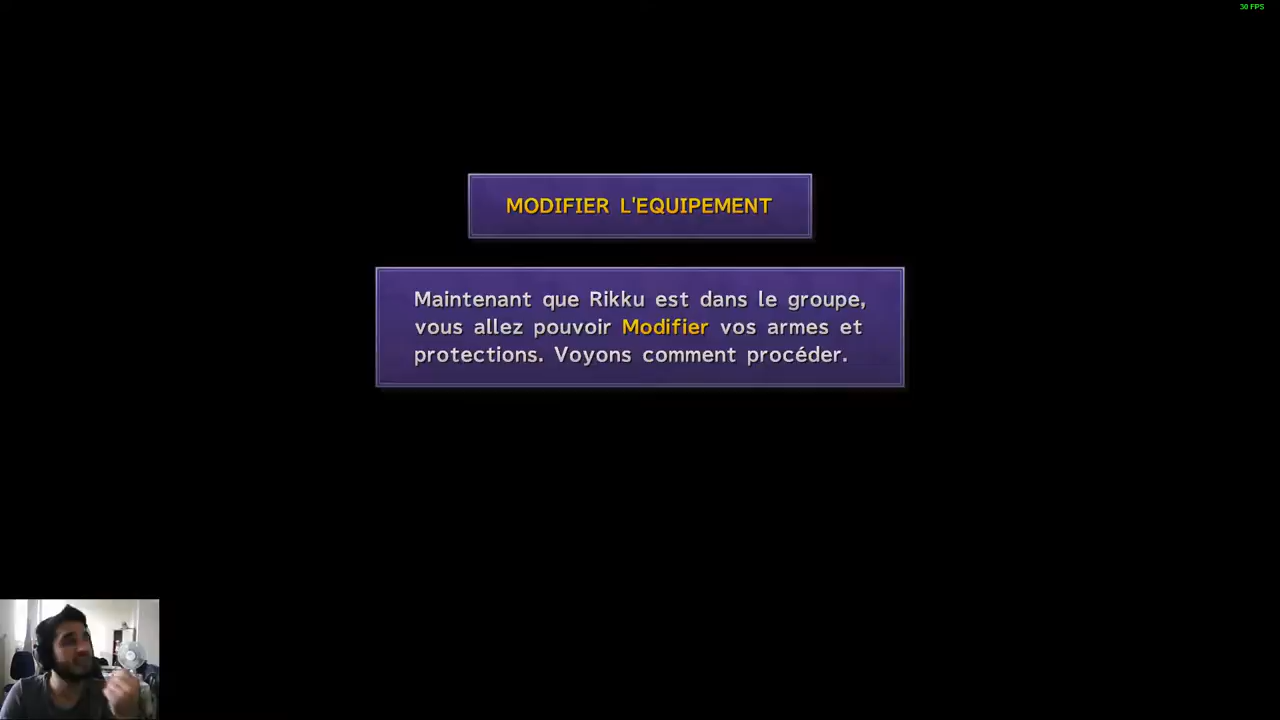 30 FPS
MODIFIER L'EQUIPEMENT
Maintenant que Rikku est dans le groupe,
vous allez pouvoir Modifier vos armes et
protections. Voyons comment procéder.